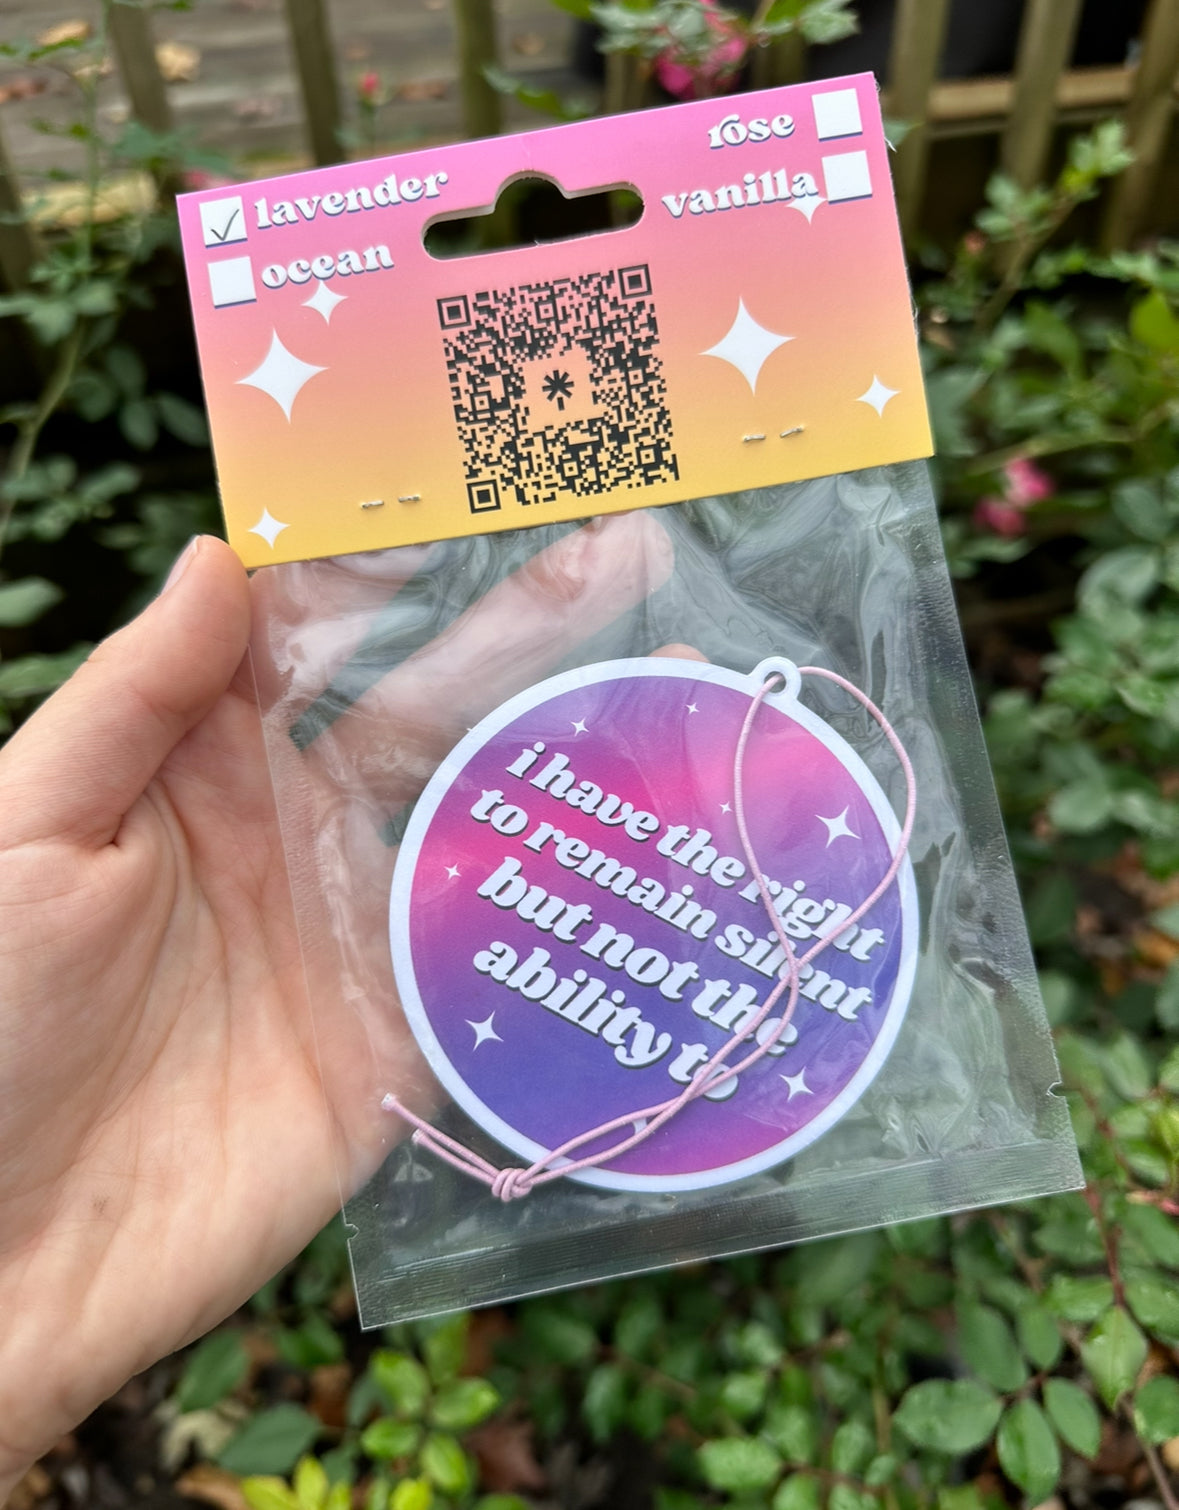 lavender
ocean
rose
vanilla
i have the right
to remain silent
but not the
ability to